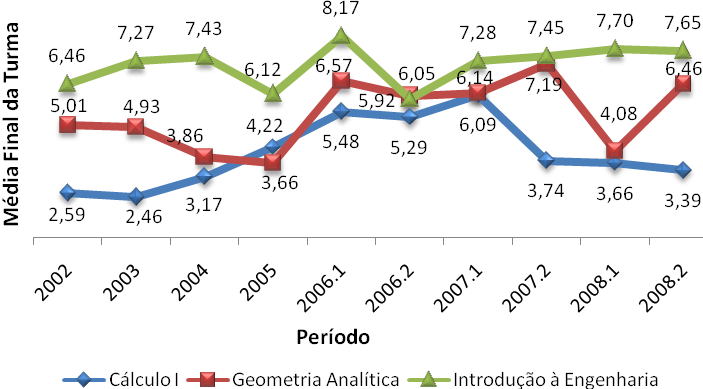 8,17
7,27 7,43 7,28 7,45 7,70 7,65
6,46 6,12 6,57 6,05 6,14 6,46
5,01 4,93 5,92 7,19
3,86 4,22 6,09 4,08
5,48 5,29
3,66 3,74 3,66 3,39
2,59 2,46 3,17
Média Final da Turma
2002 2003 2004 2005 2006.1 2006.2 2007.1 2007.2 2008.1 2008.2
Período
Cálculo I Geometria Analítica Introdução à Engenharia